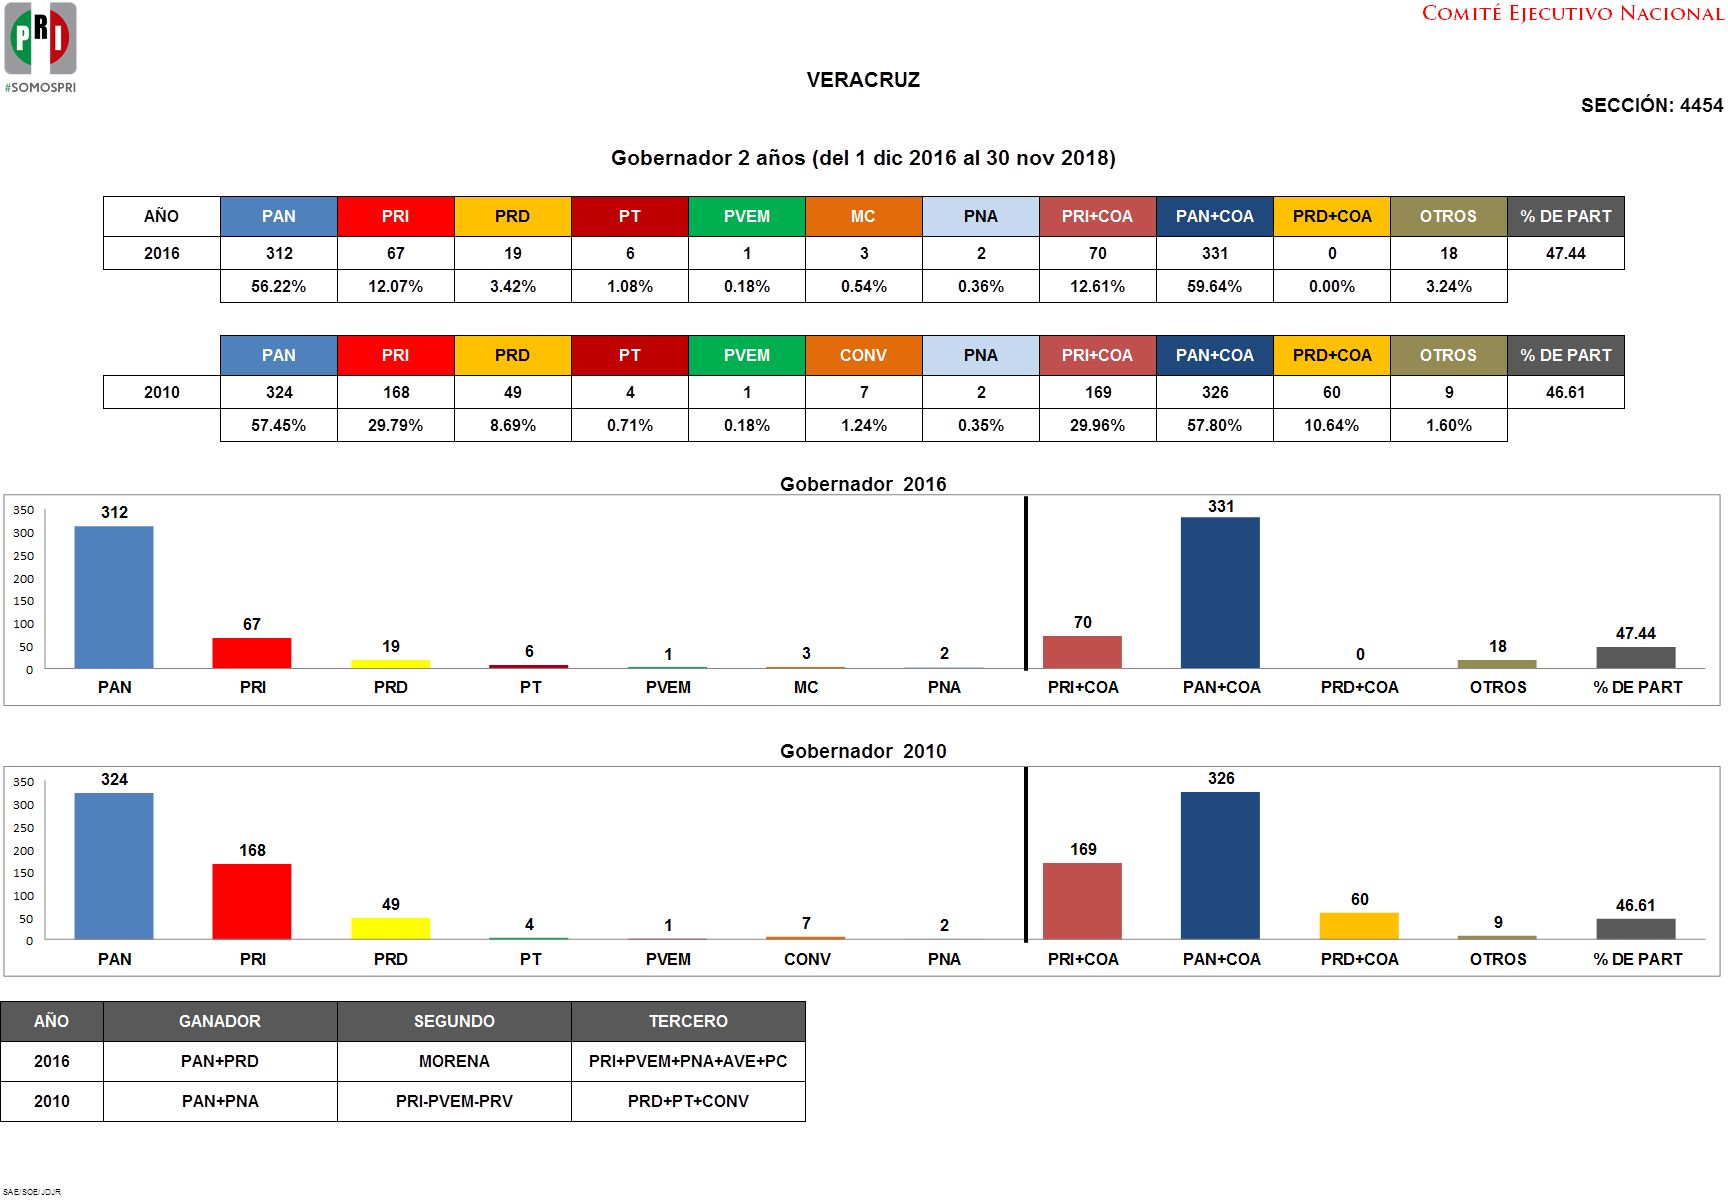 PRI
#SOMOSPRI
COMITÉ EJECUTIVO NACIONAL
VERACRUZ
SECCIÓN: 4454
Gobernador 2 años (del 1 dic 2016 al 30 nov 2018)
AÑO PAN PRI PRD PT PVEM MC PNA PRI+COA PAN+COA PRD+COA OTROS % DE PART
2016 312 67 19 6 1 3 2 70 331 0 18 47.44
56.22% 12.07% 3.42% 1.08% 0.18% 0.54% 0.36% 12.61% 59.64% 0.00% 3.24%
PAN PRI PRD PT PVEM CONV PNA PRI+COA PAN+COA PRD+COA OTROS % DE PART
2010 324 168 49 4 1 7 2 169 326 60 9 46.61
57.45% 29.79% 8.69% 0.71% 0.18% 1.24% 0.35% 29.96% 57.80% 10.64% 1.60%
Gobernador 2016
350
300
250
200
150
100
50
0
312 67 19 6 1 3 2 70 331 0 18 47.44
PAN PRI PRD PT PVEM MC PNA PRI+COA PAN+COA PRD+COA OTROS % DE PART
Gobernador 2010
350
300
250
200
150
100
50
0
324 168 49 4 1 7 2 169 326 60 9 46.61
PAN PRI PRD PT PVEM CONV PNA PRI+COA PAN+COA PRD+COA OTROS % DE PART
AÑO GANADOR SEGUNDO TERCERO
2016 PAN+PRD MORENA PRI+PVEM+PNA+AVE+PC
2010 PAN+PNA PRI-PVEM-PRV PRD+PT+CONV
SAE/SOE/JDJR